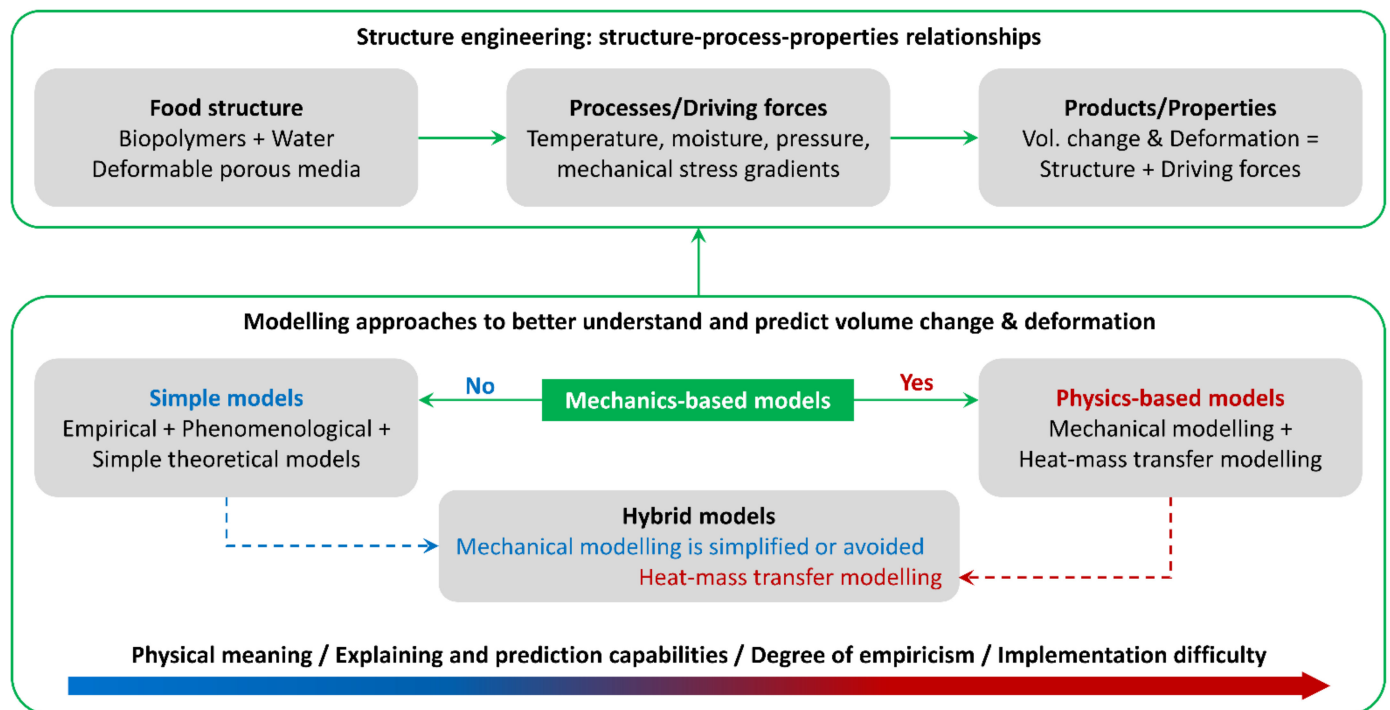 Structure engineering: structure-process-properties relationships
Food structure
Biopolymers + Water
Deformable porous media
Processes/Driving forces
Temperature, moisture, pressure,
mechanical stress gradients
Products/Properties
Vol. change & Deformation =
Structure + Driving forces
Modelling approaches to better understand and predict volume change & deformation
Simple models
Empirical + Phenomenological +
Simple theoretical models
No
Mechanics-based models
Yes
Physics-based models
Mechanical modelling +
Heat-mass transfer modelling
Hybrid models
Mechanical modelling is simplified or avoided
Heat-mass transfer modelling
Physical meaning / Explaining and prediction capabilities / Degree of empiricism / Implementation difficulty